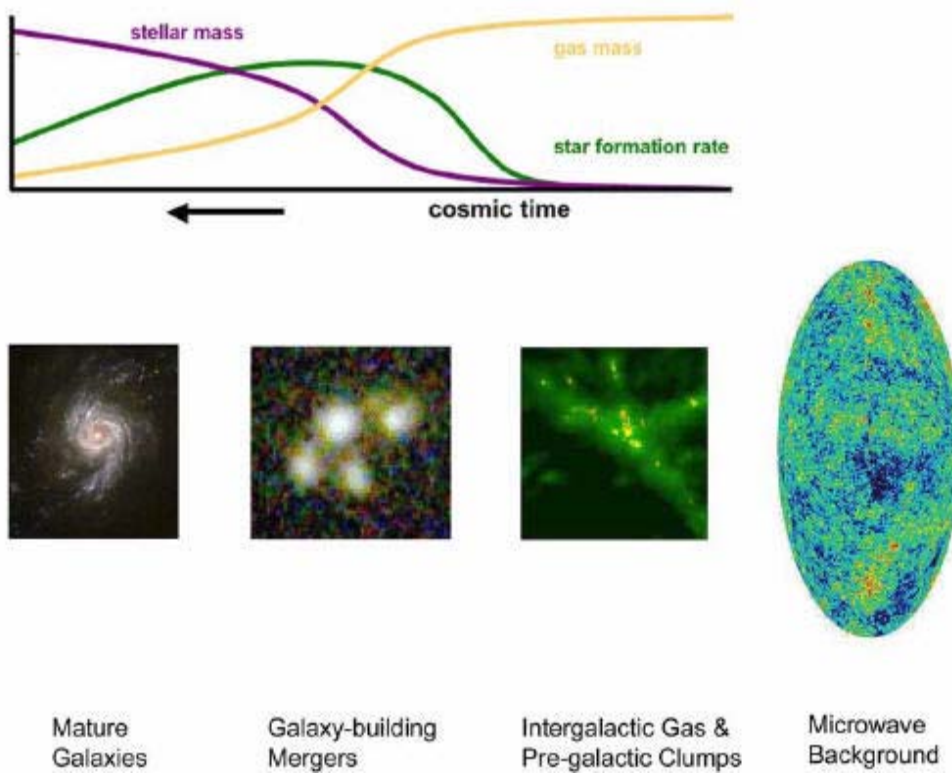 stellar mass
gas mass
star formation rate
cosmic time
Mature
Galaxies
Galaxy-building
Mergers
Intergalactic Gas &
Pre-galactic Clumps
Microwave
Background